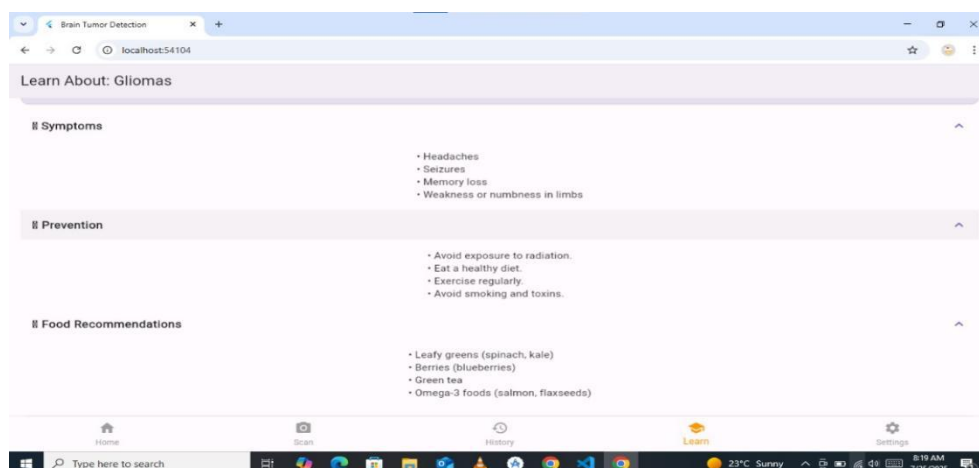 Brain Tumor Detection
localhost:54104
Learn About: Gliomas
Symptoms
• Headaches
• Seizures
• Memory loss
• Weakness or numbness in limbs
Prevention
• Avoid exposure to radiation.
• Eat a healthy diet.
• Exercise regularly.
• Avoid smoking and toxins.
Food Recommendations
• Leafy greens (spinach, kale)
• Berries (blueberries)
• Green tea
• Omega-3 foods (salmon, flaxseeds)
Home Scan History Learn Settings
Type here to search 23°C Sunny 8:19 AM